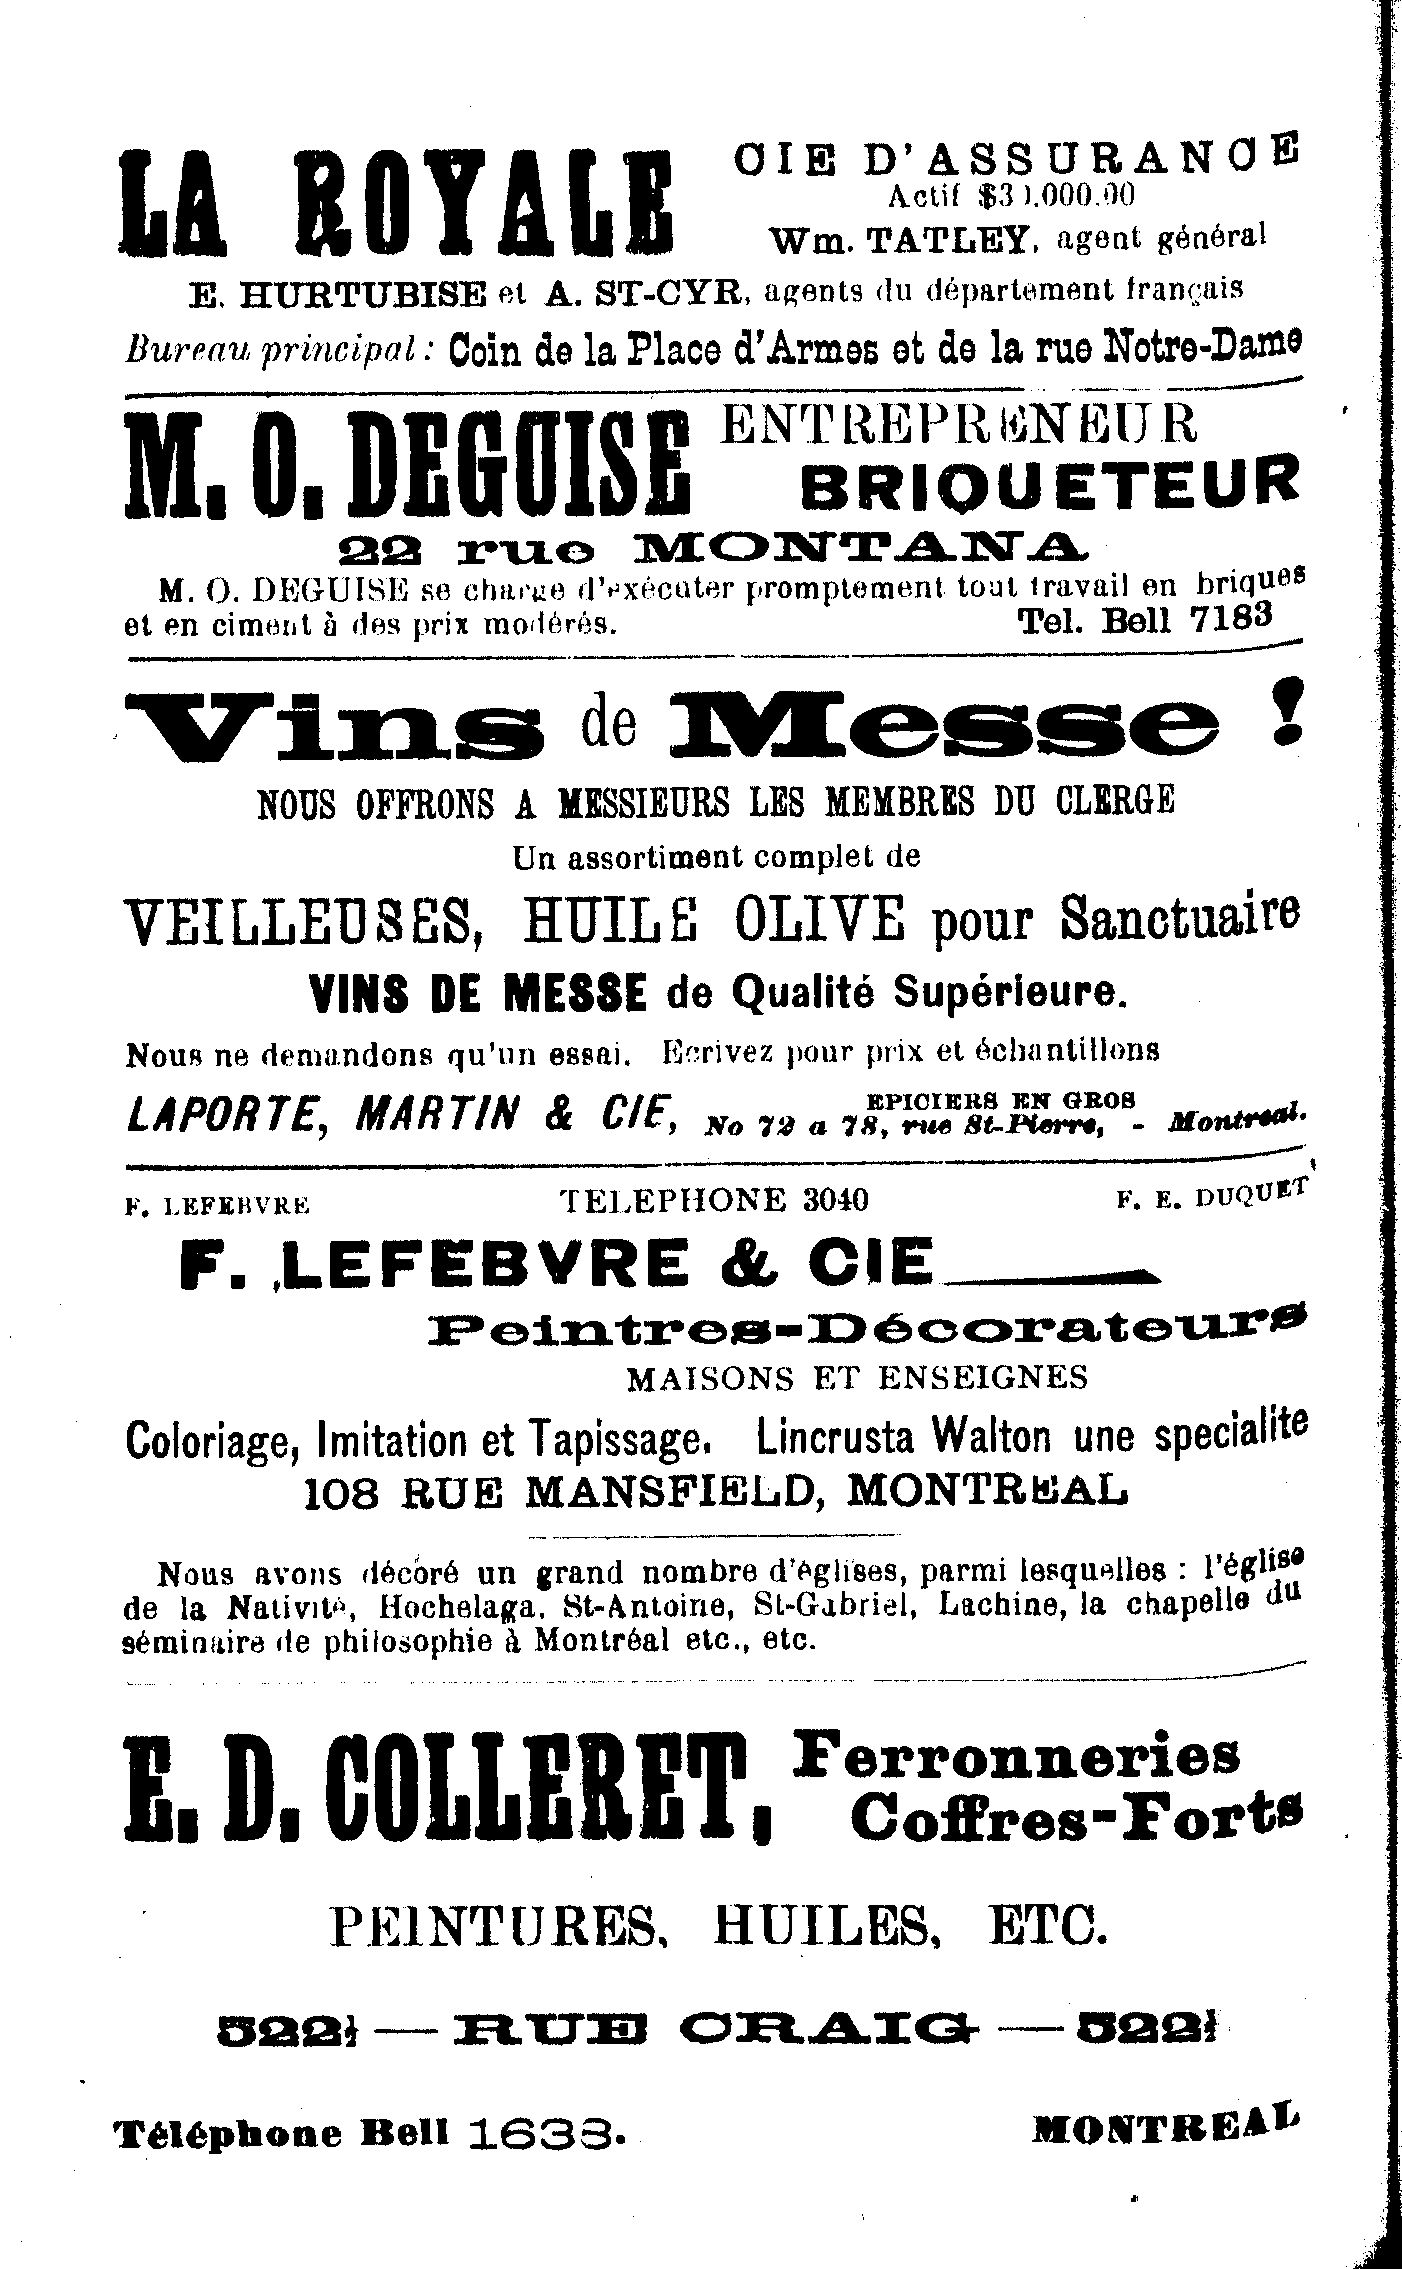 LA ROYALE CIE D'ASSURANCE
Actif $30.000.00
Wm. TATLEY, agent général
E. HURTUBISE et A. ST-CYR, agents du département français
Bureau principal : Coin de la Place d'Armes et de la rue Notre-Dame
M. O. DEGUISE ENTREPRENEUR
BRIQUETEUR
22 rue MONTANA
M. O. DEGUISE se charge d'exécuter promptement tout travail en briques
et en ciment à des prix modérés. Tel. Bell 7183
Vins de Messe !
NOUS OFFRONS A MESSIEURS LES MEMBRES DU CLERGE
Un assortiment complet de
VEILLEUSES, HUILE OLIVE pour Sanctuaire
VINS DE MESSE de Qualité Supérieure.
Nous ne demandons qu'un essai. Ecrivez pour prix et échantillons
LAPORTE, MARTIN & CIE, EPICIERS EN GROS
No 72 a 78, rue St-Pierre, - Montreal.
F. LEFEBVRE TELEPHONE 3040 F. E. DUQUET
F. LEFEBVRE & CIE
Peintres-Décorateurs
MAISONS ET ENSEIGNES
Coloriage, Imitation et Tapissage. Lincrusta Walton une specialite
108 RUE MANSFIELD, MONTREAL
Nous avons décoré un grand nombre d'églises, parmi lesquelles : l'église
de la Nativité, Hochelaga, St-Antoine, St-Gabriel, Lachine, la chapelle du
séminaire de philosophie à Montréal etc., etc.
E. D. COLLERET, Ferronneries
Coffres-Forts
PEINTURES, HUILES, ETC.
522½ — RUE CRAIG — 522½
Téléphone Bell 1633. MONTREAL